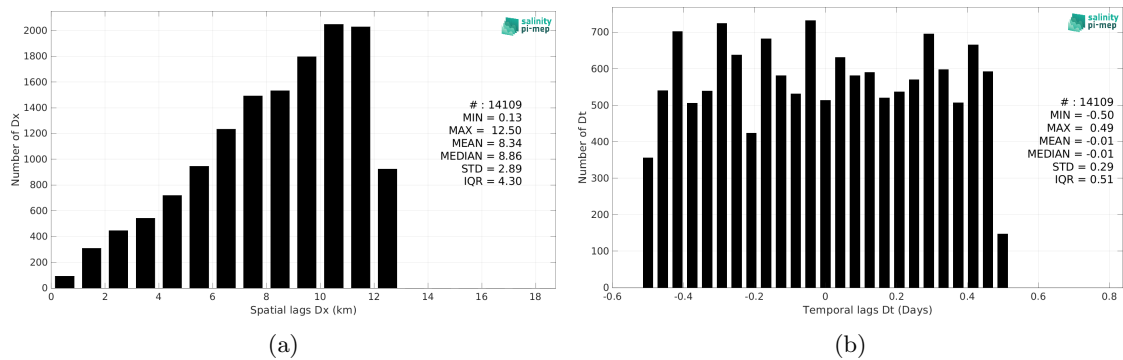 2000
1800
1600
1400
1200
1000
800
600
400
200
0
Number of Dx
salinity
pi-mep
# : 14109
MIN = 0.13
MAX = 12.50
MEAN = 8.34
MEDIAN = 8.86
STD = 2.89
IQR = 4.30
0 2 4 6 8 10 12 14 16 18
Spatial lags Dx (km)
(a)
700
600
500
400
300
200
100
0
Number of Dt
salinity
pi-mep
# : 14109
MIN = -0.50
MAX = 0.49
MEAN = -0.01
MEDIAN = -0.01
STD = 0.29
IQR = 0.51
-0.6 -0.4 -0.2 0 0.2 0.4 0.6 0.8
Temporal lags Dt (Days)
(b)